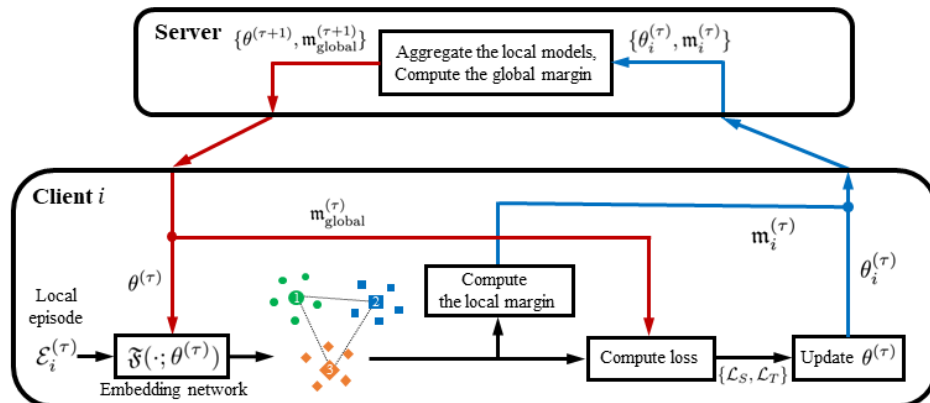 Server
{θ^(τ+1), 𝔪_global^(τ+1)}
Aggregate the local models,
Compute the global margin
{θ_i^(τ), 𝔪_i^(τ)}
Client i
𝔪_global^(τ)
𝔪_i^(τ)
θ^(τ)
θ_i^(τ)
Local
episode
1
2
3
Compute
the local margin
ℰ_i^(τ)
𝔉(·; θ^(τ))
Embedding network
Compute loss
{ℒ_S, ℒ_T}
Update θ^(τ)